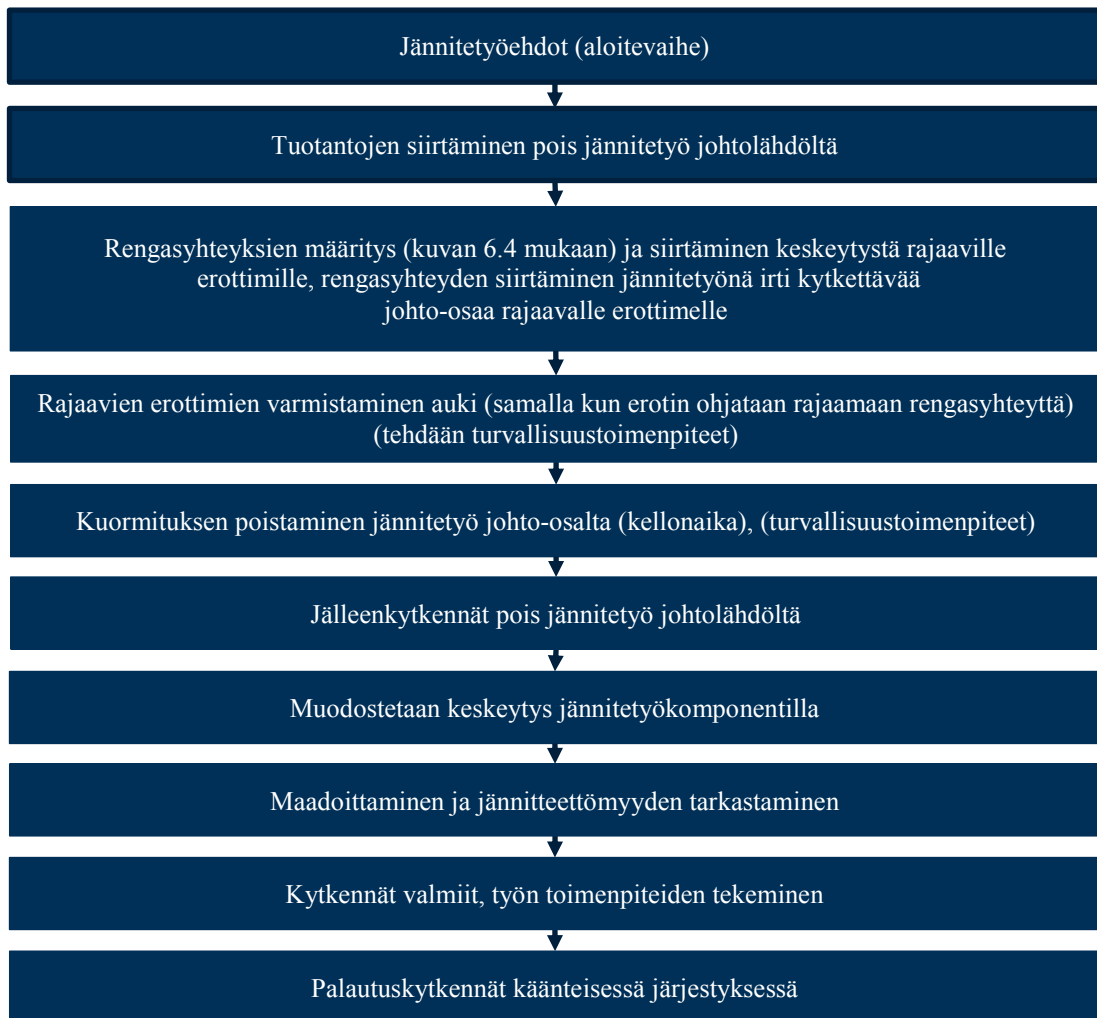 Jännitetyöehdot (aloitevaihe)
Tuotantojen siirtäminen pois jännitetyö johtolähdöltä
Rengasyhteyksien määritys (kuvan 6.4 mukaan) ja siirtäminen keskeytystä rajaaville
erottimille, rengasyhteyden siirtäminen jännitetyönä irti kytkettävää
johto-osaa rajaavalle erottimelle
Rajaavien erottimien varmistaminen auki (samalla kun erotin ohjataan rajaamaan rengasyhteyttä)
(tehdään turvallisuustoimenpiteet)
Kuormituksen poistaminen jännitetyö johto-osalta (kellonaika), (turvallisuustoimenpiteet)
Jälleenkytkennät pois jännitetyö johtolähdöltä
Muodostetaan keskeytys jännitetyökomponentilla
Maadoittaminen ja jännitteettömyyden tarkastaminen
Kytkennät valmiit, työn toimenpiteiden tekeminen
Palautuskytkennät käänteisessä järjestyksessä